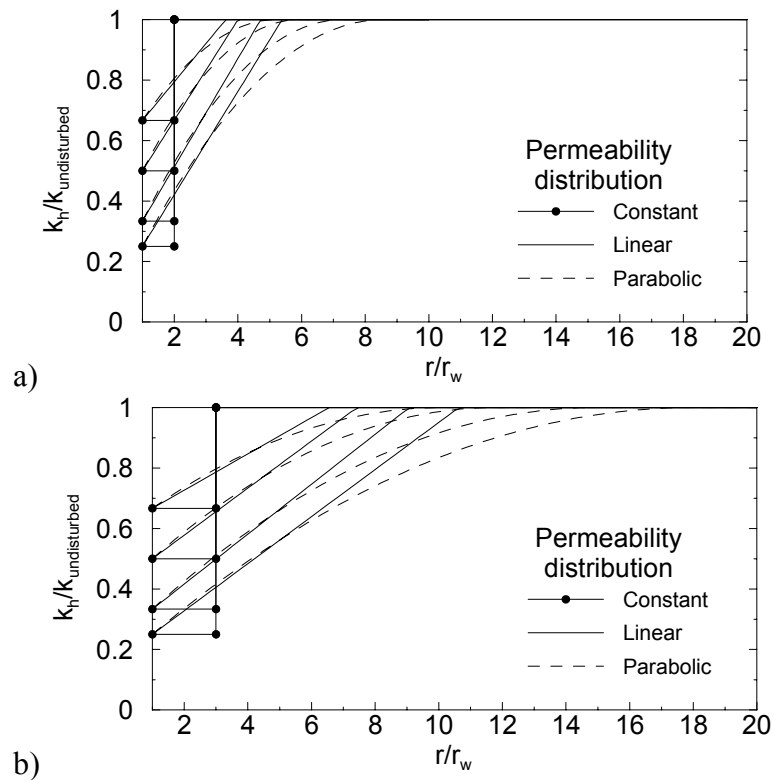 1
0.8
0.6
0.4
0.2
0
k_h/k_undisturbed
Permeability
distribution
Constant
Linear
Parabolic
2 4 6 8 10 12 14 16 18 20
r/r_w
a)
1
0.8
0.6
0.4
0.2
0
k_h/k_undisturbed
Permeability
distribution
Constant
Linear
Parabolic
2 4 6 8 10 12 14 16 18 20
r/r_w
b)